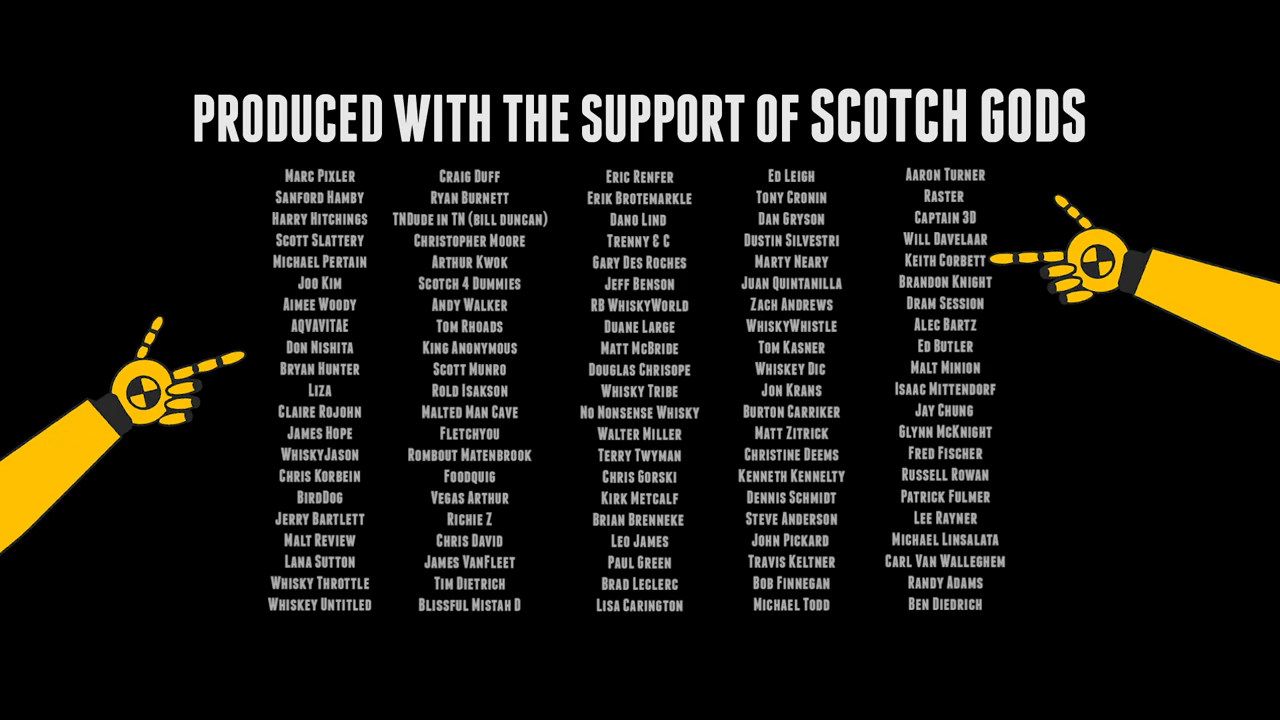 PRODUCED WITH THE SUPPORT OF SCOTCH GODS
Marc Pixler
Sanford Hamby
Harry Hitchings
Scott Slattery
Michael Pertain
Joo Kim
Aimee Woody
AQVAVITAE
Don Nishita
Bryan Hunter
Liza
Claire Rojohn
James Hope
WhiskyJason
Chris Korbein
BirdDog
Jerry Bartlett
Malt Review
Lana Sutton
Whisky Throttle
Whiskey Untitled
Craig Duff
Ryan Burnett
TNDude in TN (bill duncan)
Christopher Moore
Arthur Kwok
Scotch 4 Dummies
Andy Walker
Tom Rhoads
King Anonymous
Scott Munro
Rold Isakson
Malted Man Cave
Fletchyou
Rombout Matenbrook
Foodquig
Vegas Arthur
Richie Z
Chris David
James VanFleet
Tim Dietrich
Blissful Mistah D
Eric Renfer
Erik Brotemarkle
Dano Lind
Trenny & C
Gary Des Roches
Jeff Benson
RB WhiskyWorld
Duane Large
Matt McBride
Douglas Chrisope
Whisky Tribe
No Nonsense Whisky
Walter Miller
Terry Twyman
Chris Gorski
Kirk Metcalf
Brian Brenneke
Leo James
Paul Green
Brad Leclerc
Lisa Carington
Ed Leigh
Tony Cronin
Dan Gryson
Dustin Silvestri
Marty Neary
Juan Quintanilla
Zach Andrews
WhiskyWhistle
Tom Kasner
Whiskey Dic
Jon Krans
Burton Carriker
Matt Zitrick
Christine Deems
Kenneth Kennelty
Dennis Schmidt
Steve Anderson
John Pickard
Travis Keltner
Bob Finnegan
Michael Todd
Aaron Turner
Raster
Captain 3D
Will Davelaar
Keith Corbett
Brandon Knight
Dram Session
Alec Bartz
Ed Butler
Malt Minion
Isaac Mittendorf
Jay Chung
Glynn McKnight
Fred Fischer
Russell Rowan
Patrick Fulmer
Lee Rayner
Michael Linsalata
Carl Van Walleghem
Randy Adams
Ben Diedrich